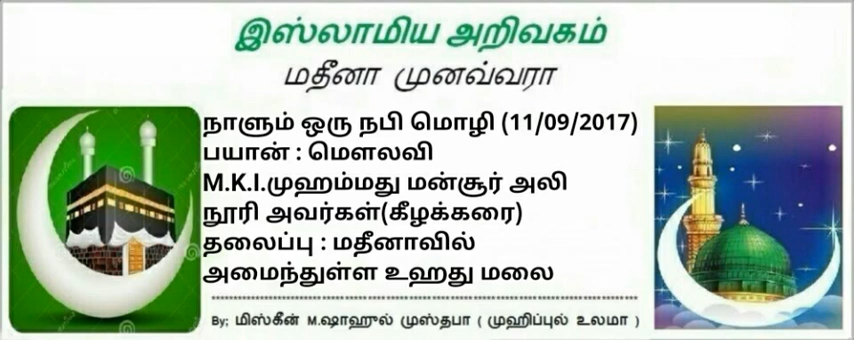 இஸ்லாமிய அறிவகம்
மதீனா முனவ்வரா
நாளும் ஒரு நபி மொழி (11/09/2017)
பயான் : மௌலவி
M.K.I.முஹம்மது மன்சூர் அலி
நூரி அவர்கள்(கீழக்கரை)
தலைப்பு : மதீனாவில்
அமைந்துள்ள உஹது மலை
By; மிஸ்கீன் M.ஷாஹுல் முஸ்தபா ( முஹிப்புல் உலமா )